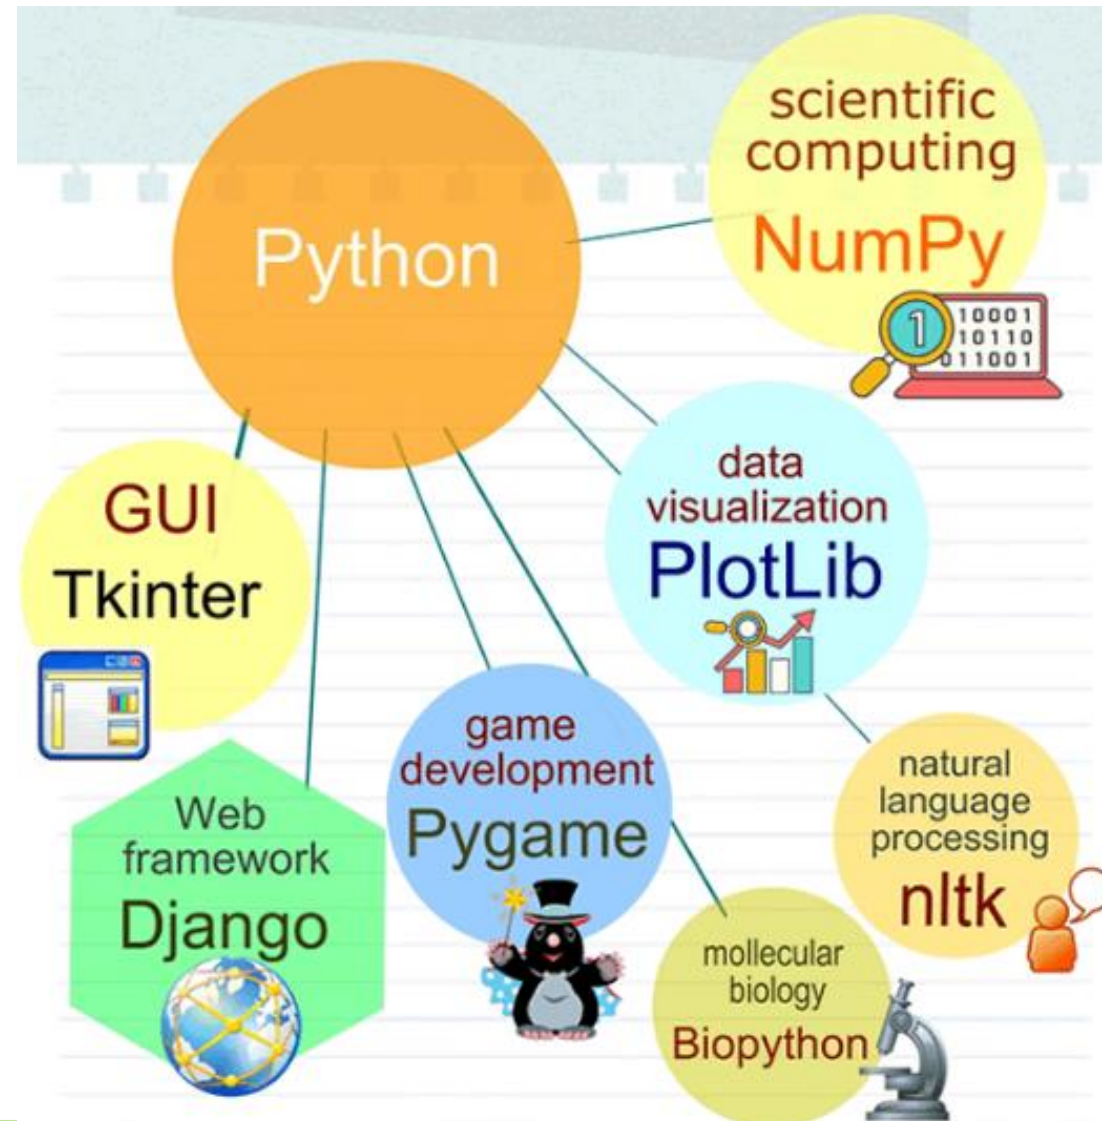 Python
scientific
computing
NumPy
1
10001
10110
011001
GUI
Tkinter
data
visualization
PlotLib
Web
framework
Django
game
development
Pygame
natural
language
processing
nltk
mollecular
biology
Biopython